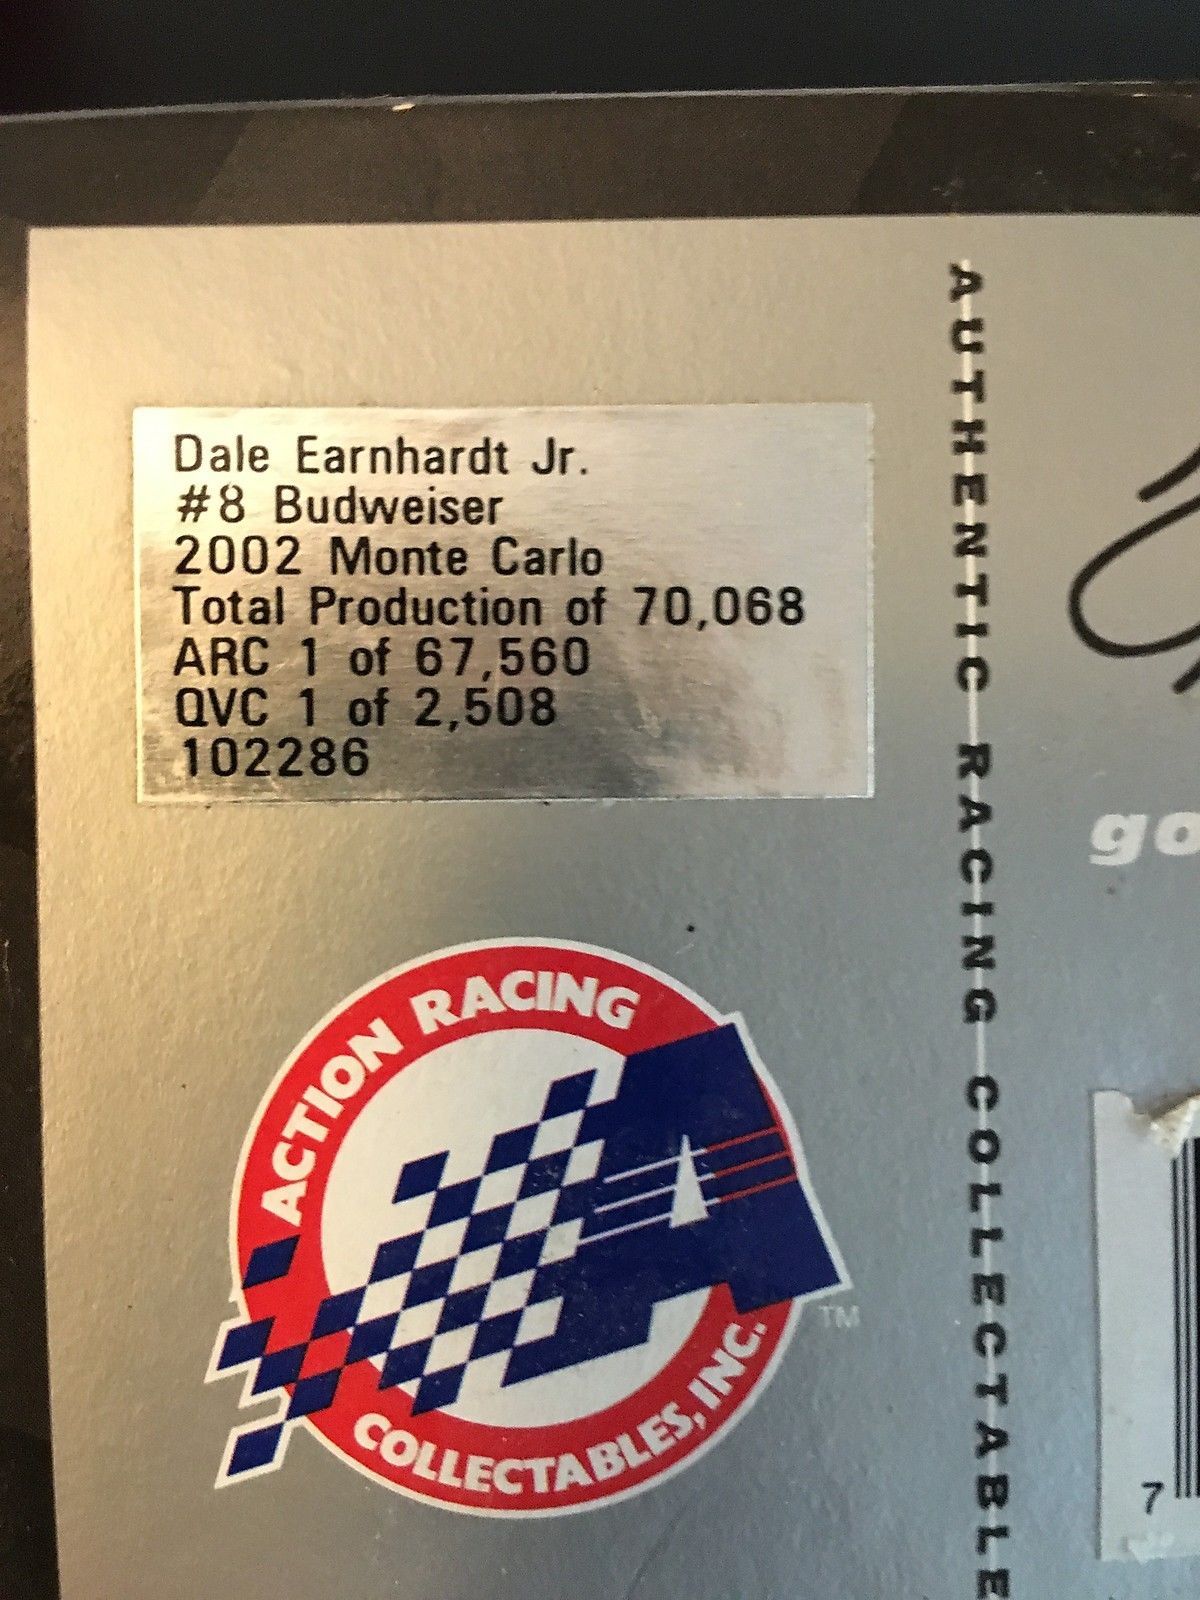 Dale Earnhardt Jr.
#8 Budweiser
2002 Monte Carlo
Total Production of 70,068
ARC 1 of 67,560
QVC 1 of 2,508
102286
ACTION RACING
COLLECTABLES, INC.
TM
AUTHENTIC RACING COLLECTABLE
go
7